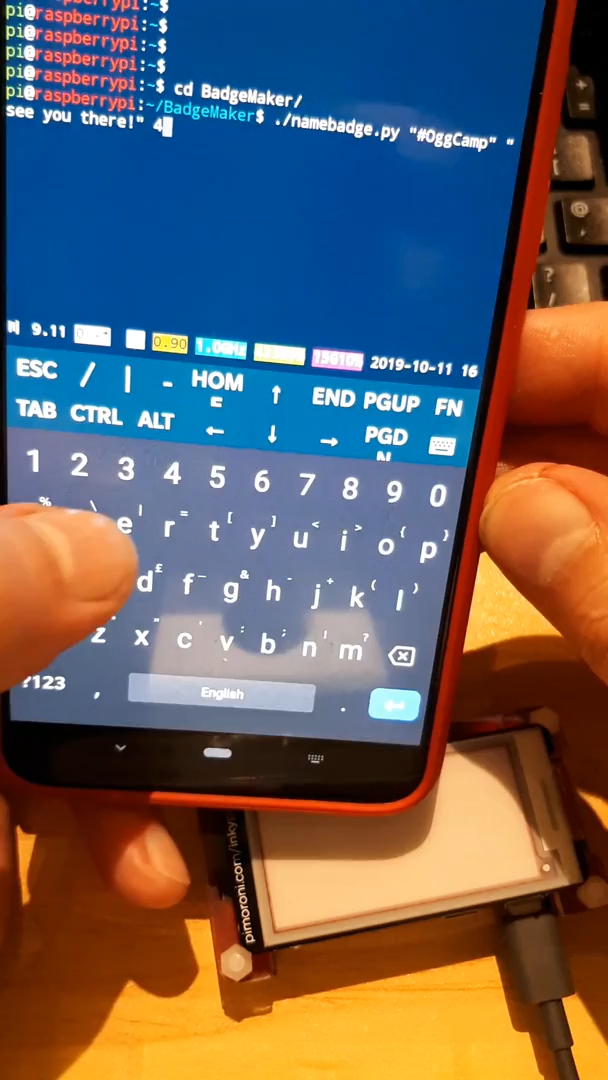 pi@raspberrypi:~$
pi@raspberrypi:~$
pi@raspberrypi:~$
pi@raspberrypi:~$
pi@raspberrypi:~$ cd BadgeMaker/
pi@raspberrypi:~/BadgeMaker$ ./namebadge.py "#OggCamp" "
see you there!" 4
9.11 0.90 2019-10-11 16
ESC / | - HOM
E ↑ END PGUP FN
TAB CTRL ALT ← ↓ → PGD
N
1 2 3 4 5 6 7 8 9 0
% \ e | r = t [ y ] u < i > o { p }
d £ f - g & h - j + k ( l )
z x " c ' v : b ; n ' m ?
?123 , English .
pimoroni.com/inky